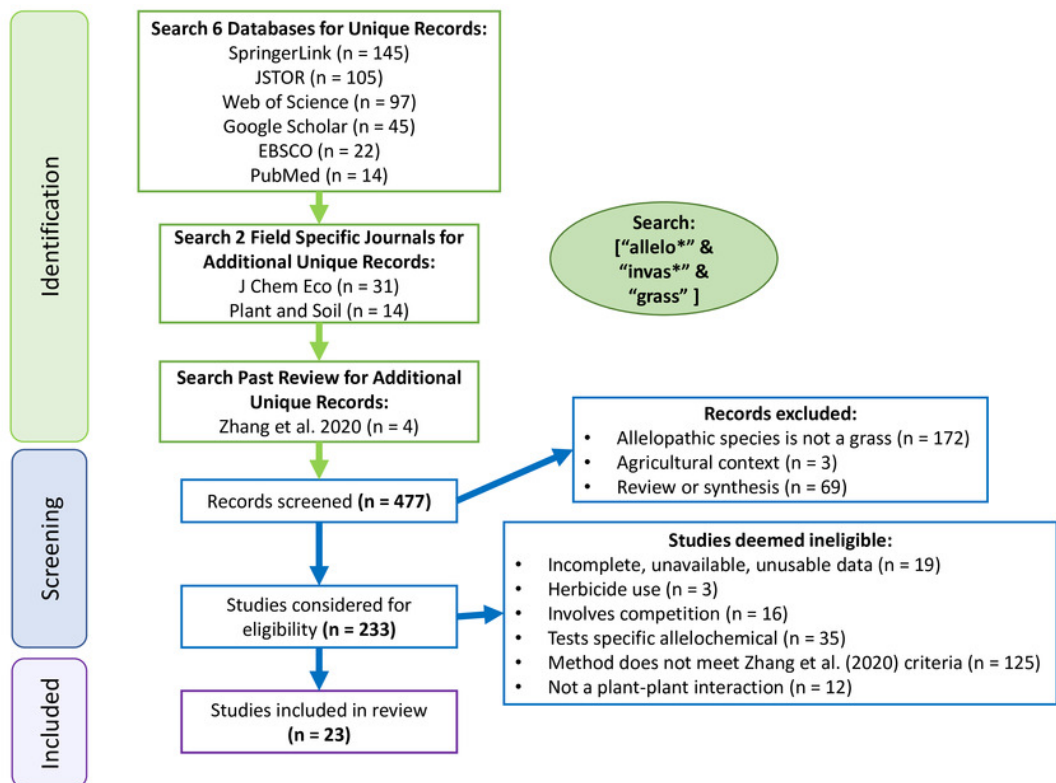 Identification
Search 6 Databases for Unique Records:
SpringerLink (n = 145)
JSTOR (n = 105)
Web of Science (n = 97)
Google Scholar (n = 45)
EBSCO (n = 22)
PubMed (n = 14)
Search 2 Field Specific Journals for
Additional Unique Records:
J Chem Eco (n = 31)
Plant and Soil (n = 14)
Search:
[“allelo*” &
“invas*” &
“grass” ]
Search Past Review for Additional
Unique Records:
Zhang et al. 2020 (n = 4)
Screening
Records screened (n = 477)
Records excluded:
• Allelopathic species is not a grass (n = 172)
• Agricultural context (n = 3)
• Review or synthesis (n = 69)
Studies considered for
eligibility (n = 233)
Studies deemed ineligible:
• Incomplete, unavailable, unusable data (n = 19)
• Herbicide use (n = 3)
• Involves competition (n = 16)
• Tests specific allelochemical (n = 35)
• Method does not meet Zhang et al. (2020) criteria (n = 125)
• Not a plant-plant interaction (n = 12)
Included
Studies included in review
(n = 23)